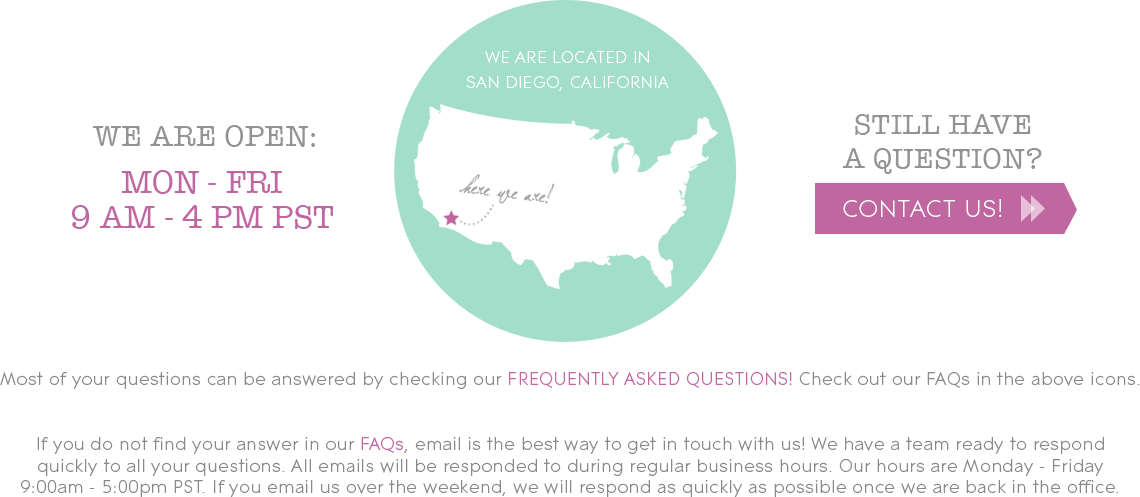 WE ARE LOCATED IN
SAN DIEGO, CALIFORNIA
WE ARE OPEN:
MON - FRI
9 AM - 4 PM PST
here we are!
STILL HAVE
A QUESTION?
CONTACT US!
Most of your questions can be answered by checking our FREQUENTLY ASKED QUESTIONS! Check out our FAQs in the above icons.
If you do not find your answer in our FAQs, email is the best way to get in touch with us! We have a team ready to respond
quickly to all your questions. All emails will be responded to during regular business hours. Our hours are Monday - Friday
9:00am - 5:00pm PST. If you email us over the weekend, we will respond as quickly as possible once we are back in the office.